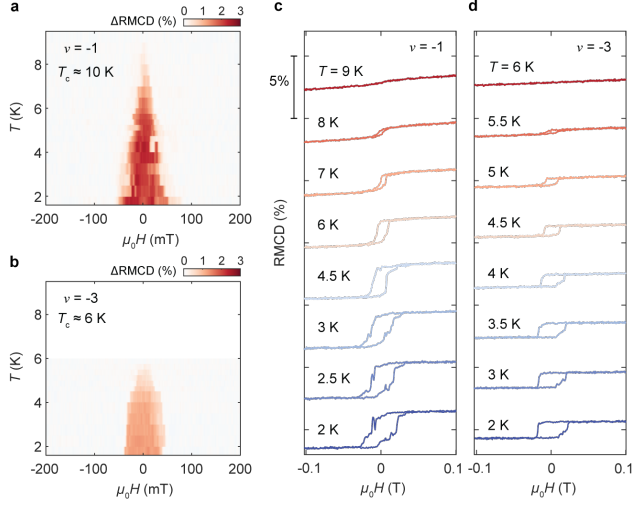 a
ΔRMCD (%)
0 1 2 3
ν = -1
Tc ≈ 10 K
T (K)
8
6
4
2
-200 -100 0 100 200
μ0H (mT)
b
ΔRMCD (%)
0 1 2 3
ν = -3
Tc ≈ 6 K
T (K)
8
6
4
2
-200 -100 0 100 200
μ0H (mT)
c
ν = -1
5%
RMCD (%)
T = 9 K
8 K
7 K
6 K
4.5 K
3 K
2.5 K
2 K
-0.1 0 0.1
μ0H (T)
d
ν = -3
T = 6 K
5.5 K
5 K
4.5 K
4 K
3.5 K
3 K
2 K
-0.1 0 0.1
μ0H (T)